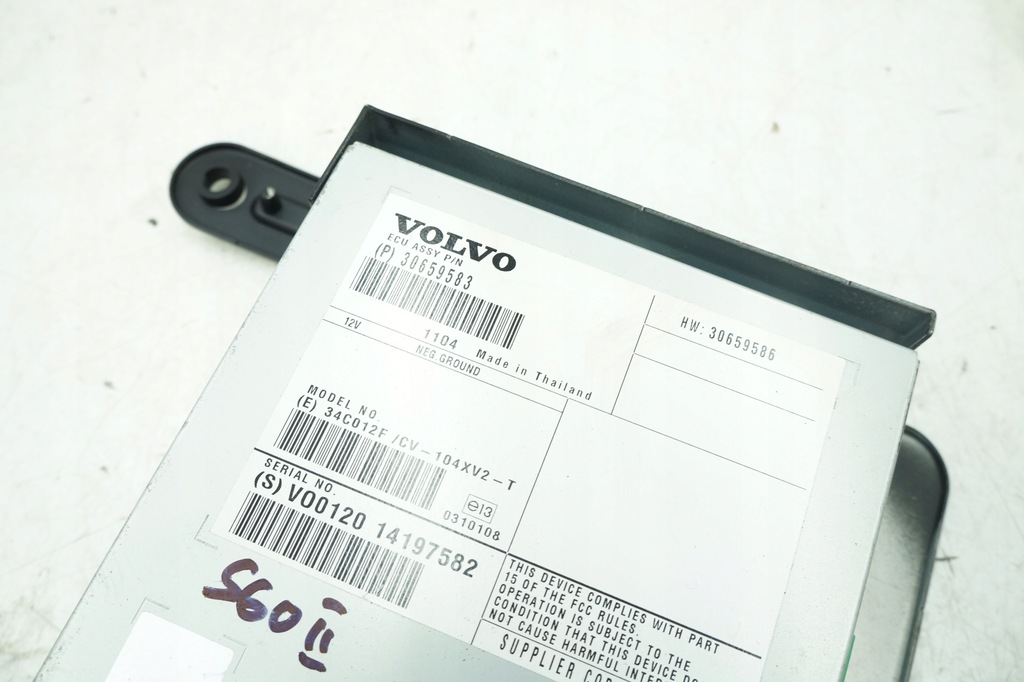 VOLVO
ECU ASSY P/N
(P) 30659583
12V 1104 Made in Thailand
NEG.GROUND
HW: 30659586
MODEL NO.
(E) 34C012F/CV-104XV2-T
e13
0310108
SERIAL NO.
(S) V00120 14197582
THIS DEVICE COMPLIES WITH PART
15 OF THE FCC RULES.
OPERATION IS SUBJECT TO THE
CONDITION THAT THIS DEVICE DO
NOT CAUSE HARMFUL INTER
SUPPLIER COD
S60 II